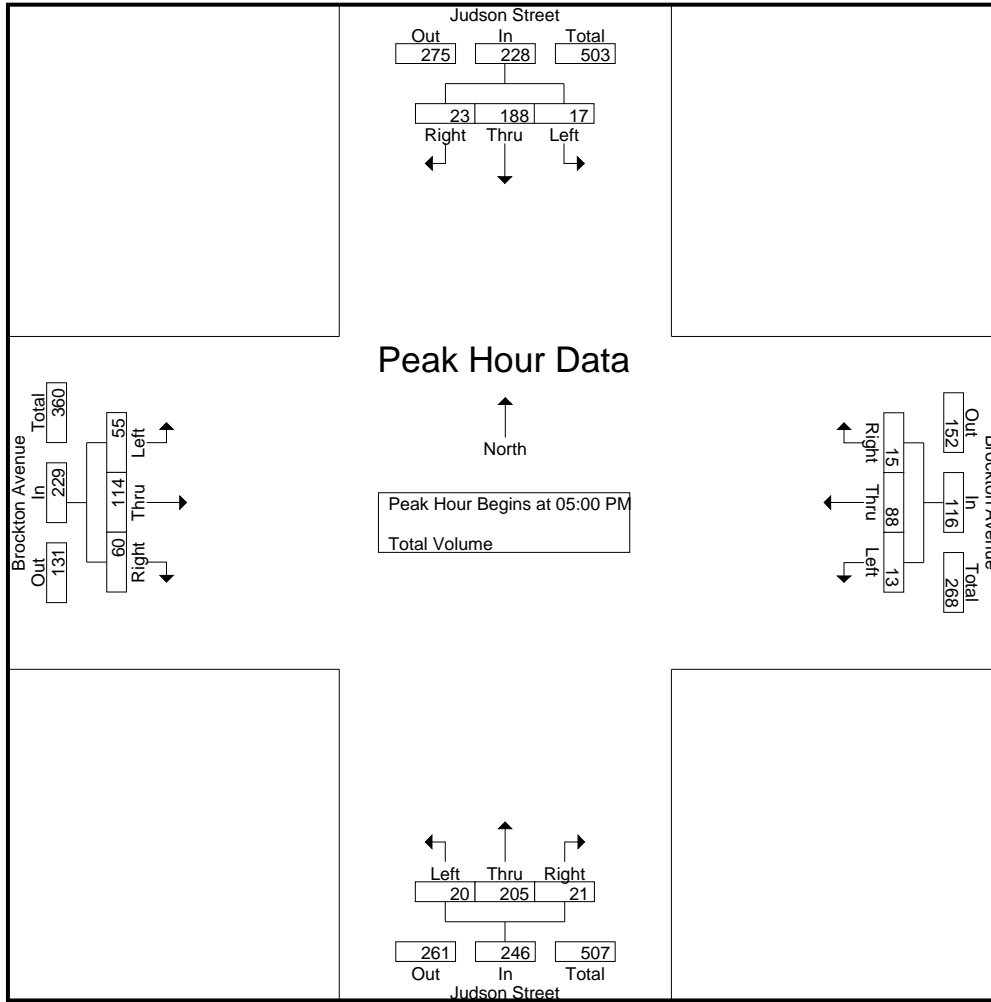 Judson Street
Out In Total
275 228 503
23 188 17
Right Thru Left
Peak Hour Data
North
Peak Hour Begins at 05:00 PM
Total Volume
Brockton Avenue
Total In Out
360 229 131
55 114 60
Left Thru Right
Brockton Avenue
Out In Total
152 116 268
15 88 13
Right Thru Left
Left Thru Right
20 205 21
261 246 507
Out In Total
Judson Street